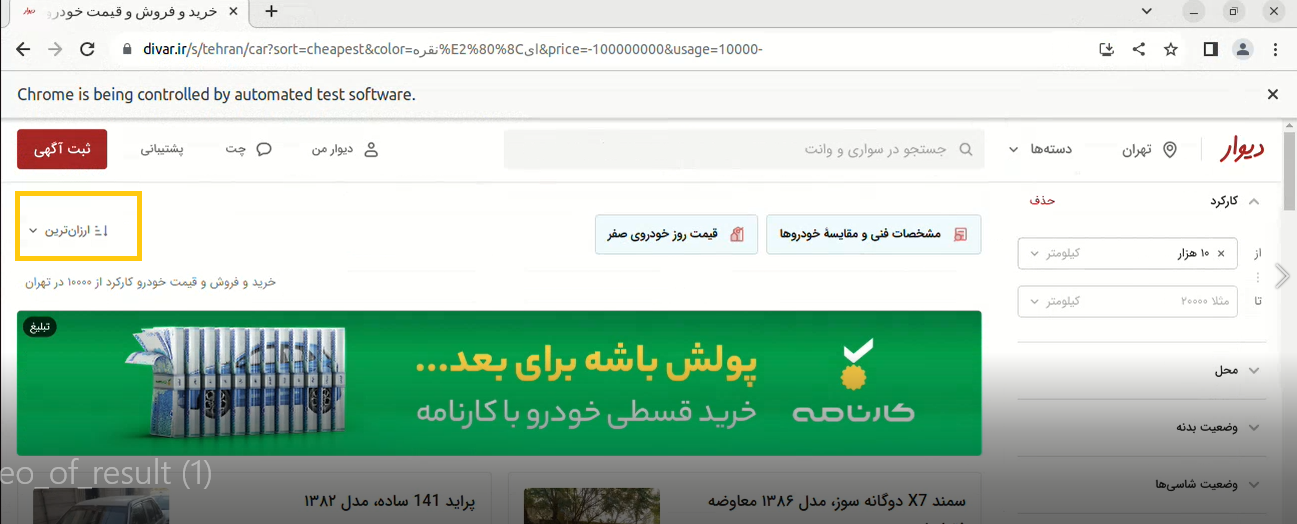 خرید و فروش و قیمت خودر
divar.ir/s/tehran/car?sort=cheapest&color=نقره%E2%80%8Cای&price=-100000000&usage=10000-
Chrome is being controlled by automated test software.
دیوار
تهران
دسته‌ها
جستجو در سواری و وانت
دیوار من
چت
پشتیبانی
ثبت آگهی
کارکرد
حذف
از
۱۰ هزار
کیلومتر
تا
مثلا ۲۰۰۰۰
کیلومتر
محل
وضعیت بدنه
وضعیت شاسی‌ها
مشخصات فنی و مقایسهٔ خودروها
قیمت روز خودروی صفر
ارزان‌ترین
خرید و فروش و قیمت خودرو کارکرد از ۱۰۰۰۰ در تهران
تبلیغ
پولش باشه برای بعد...
خرید قسطی خودرو با کارنامه
کارنامه
eo_of_result (1)
سمند X7 دوگانه سوز، مدل ۱۳۸۶ معاوضه
پراید 141 ساده، مدل ۱۳۸۲